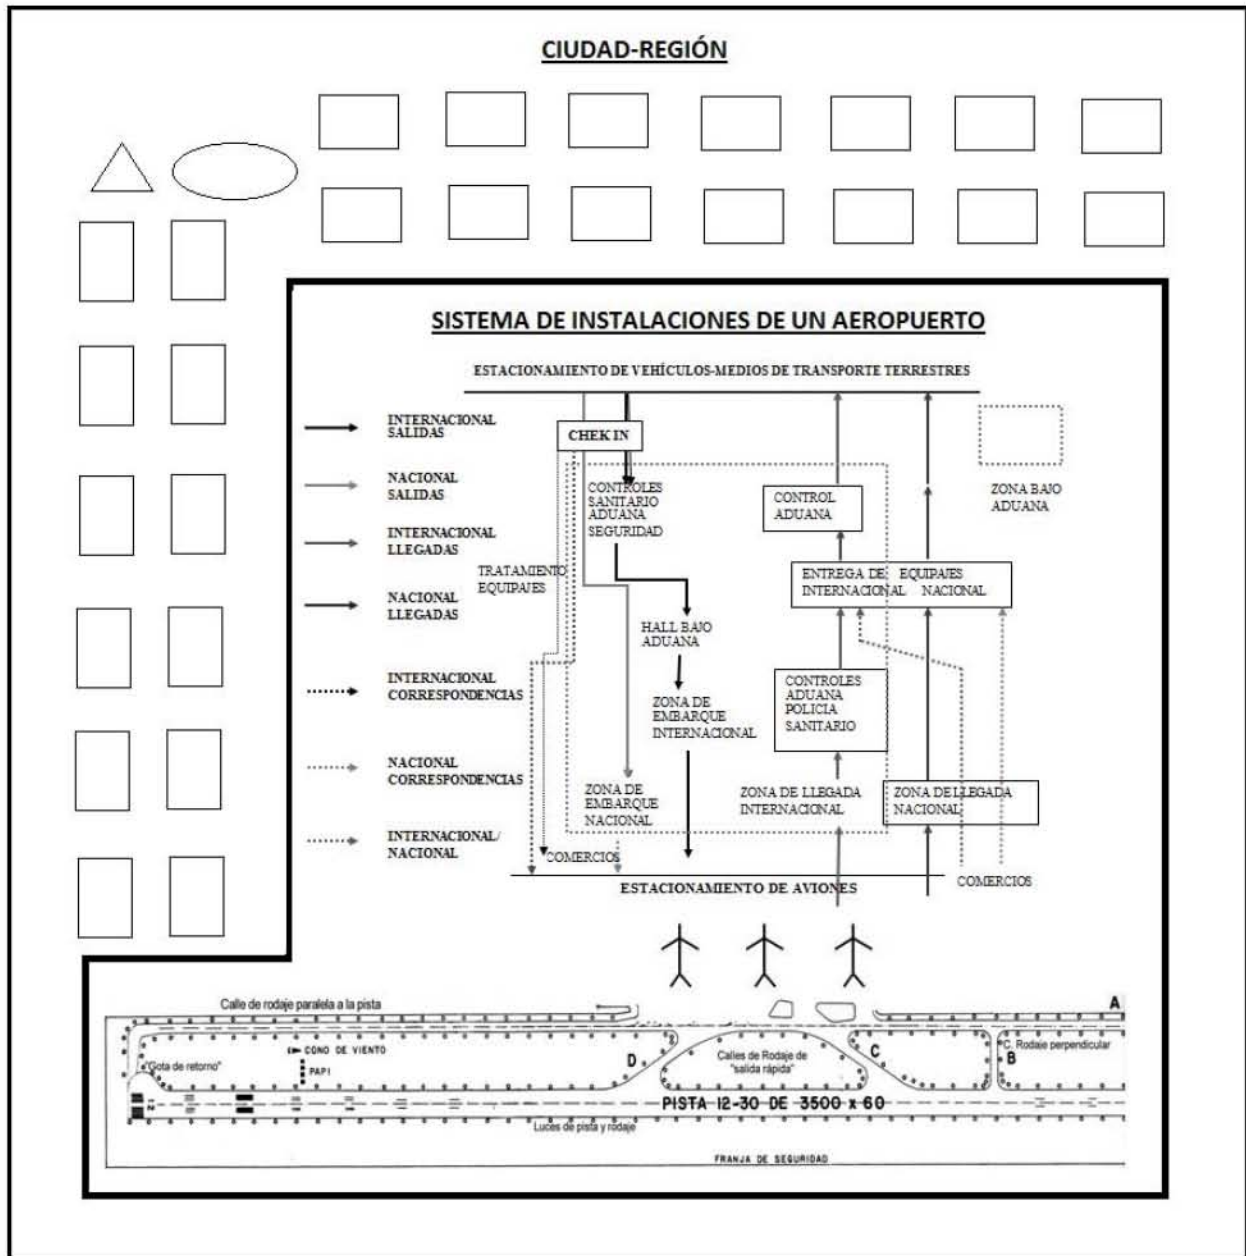 CIUDAD-REGIÓN
SISTEMA DE INSTALACIONES DE UN AEROPUERTO
ESTACIONAMIENTO DE VEHÍCULOS-MEDIOS DE TRANSPORTE TERRESTRES
INTERNACIONAL
SALIDAS
NACIONAL
SALIDAS
INTERNACIONAL
LLEGADAS
NACIONAL
LLEGADAS
INTERNACIONAL
CORRESPONDENCIAS
NACIONAL
CORRESPONDENCIAS
INTERNACIONAL/
NACIONAL
CHEK IN
CONTROLES
SANITARIO
ADUANA
SEGURIDAD
TRATAMIENTO
EQUIPAJES
HALL BAJO
ADUANA
ZONA DE
EMBARQUE
INTERNACIONAL
ZONA DE
EMBARQUE
NACIONAL
COMERCIOS
CONTROL
ADUANA
ENTREGA DE EQUIPAJES
INTERNACIONAL NACIONAL
CONTROLES
ADUANA
POLICIA
SANITARIO
ZONA DE LLEGADA
INTERNACIONAL
ZONA DE LLEGADA
NACIONAL
ZONA BAJO
ADUANA
COMERCIOS
ESTACIONAMIENTO DE AVIONES
Calle de rodaje paralela a la pista
A
CONO DE VIENTO
PAPI
"Gota de retorno"
D
Calles de Rodaje de
"salida rápida"
C
C. Rodaje perpendicular
B
12
PISTA 12-30 DE 3500 x 60
Luces de pista y rodaje
FRANJA DE SEGURIDAD